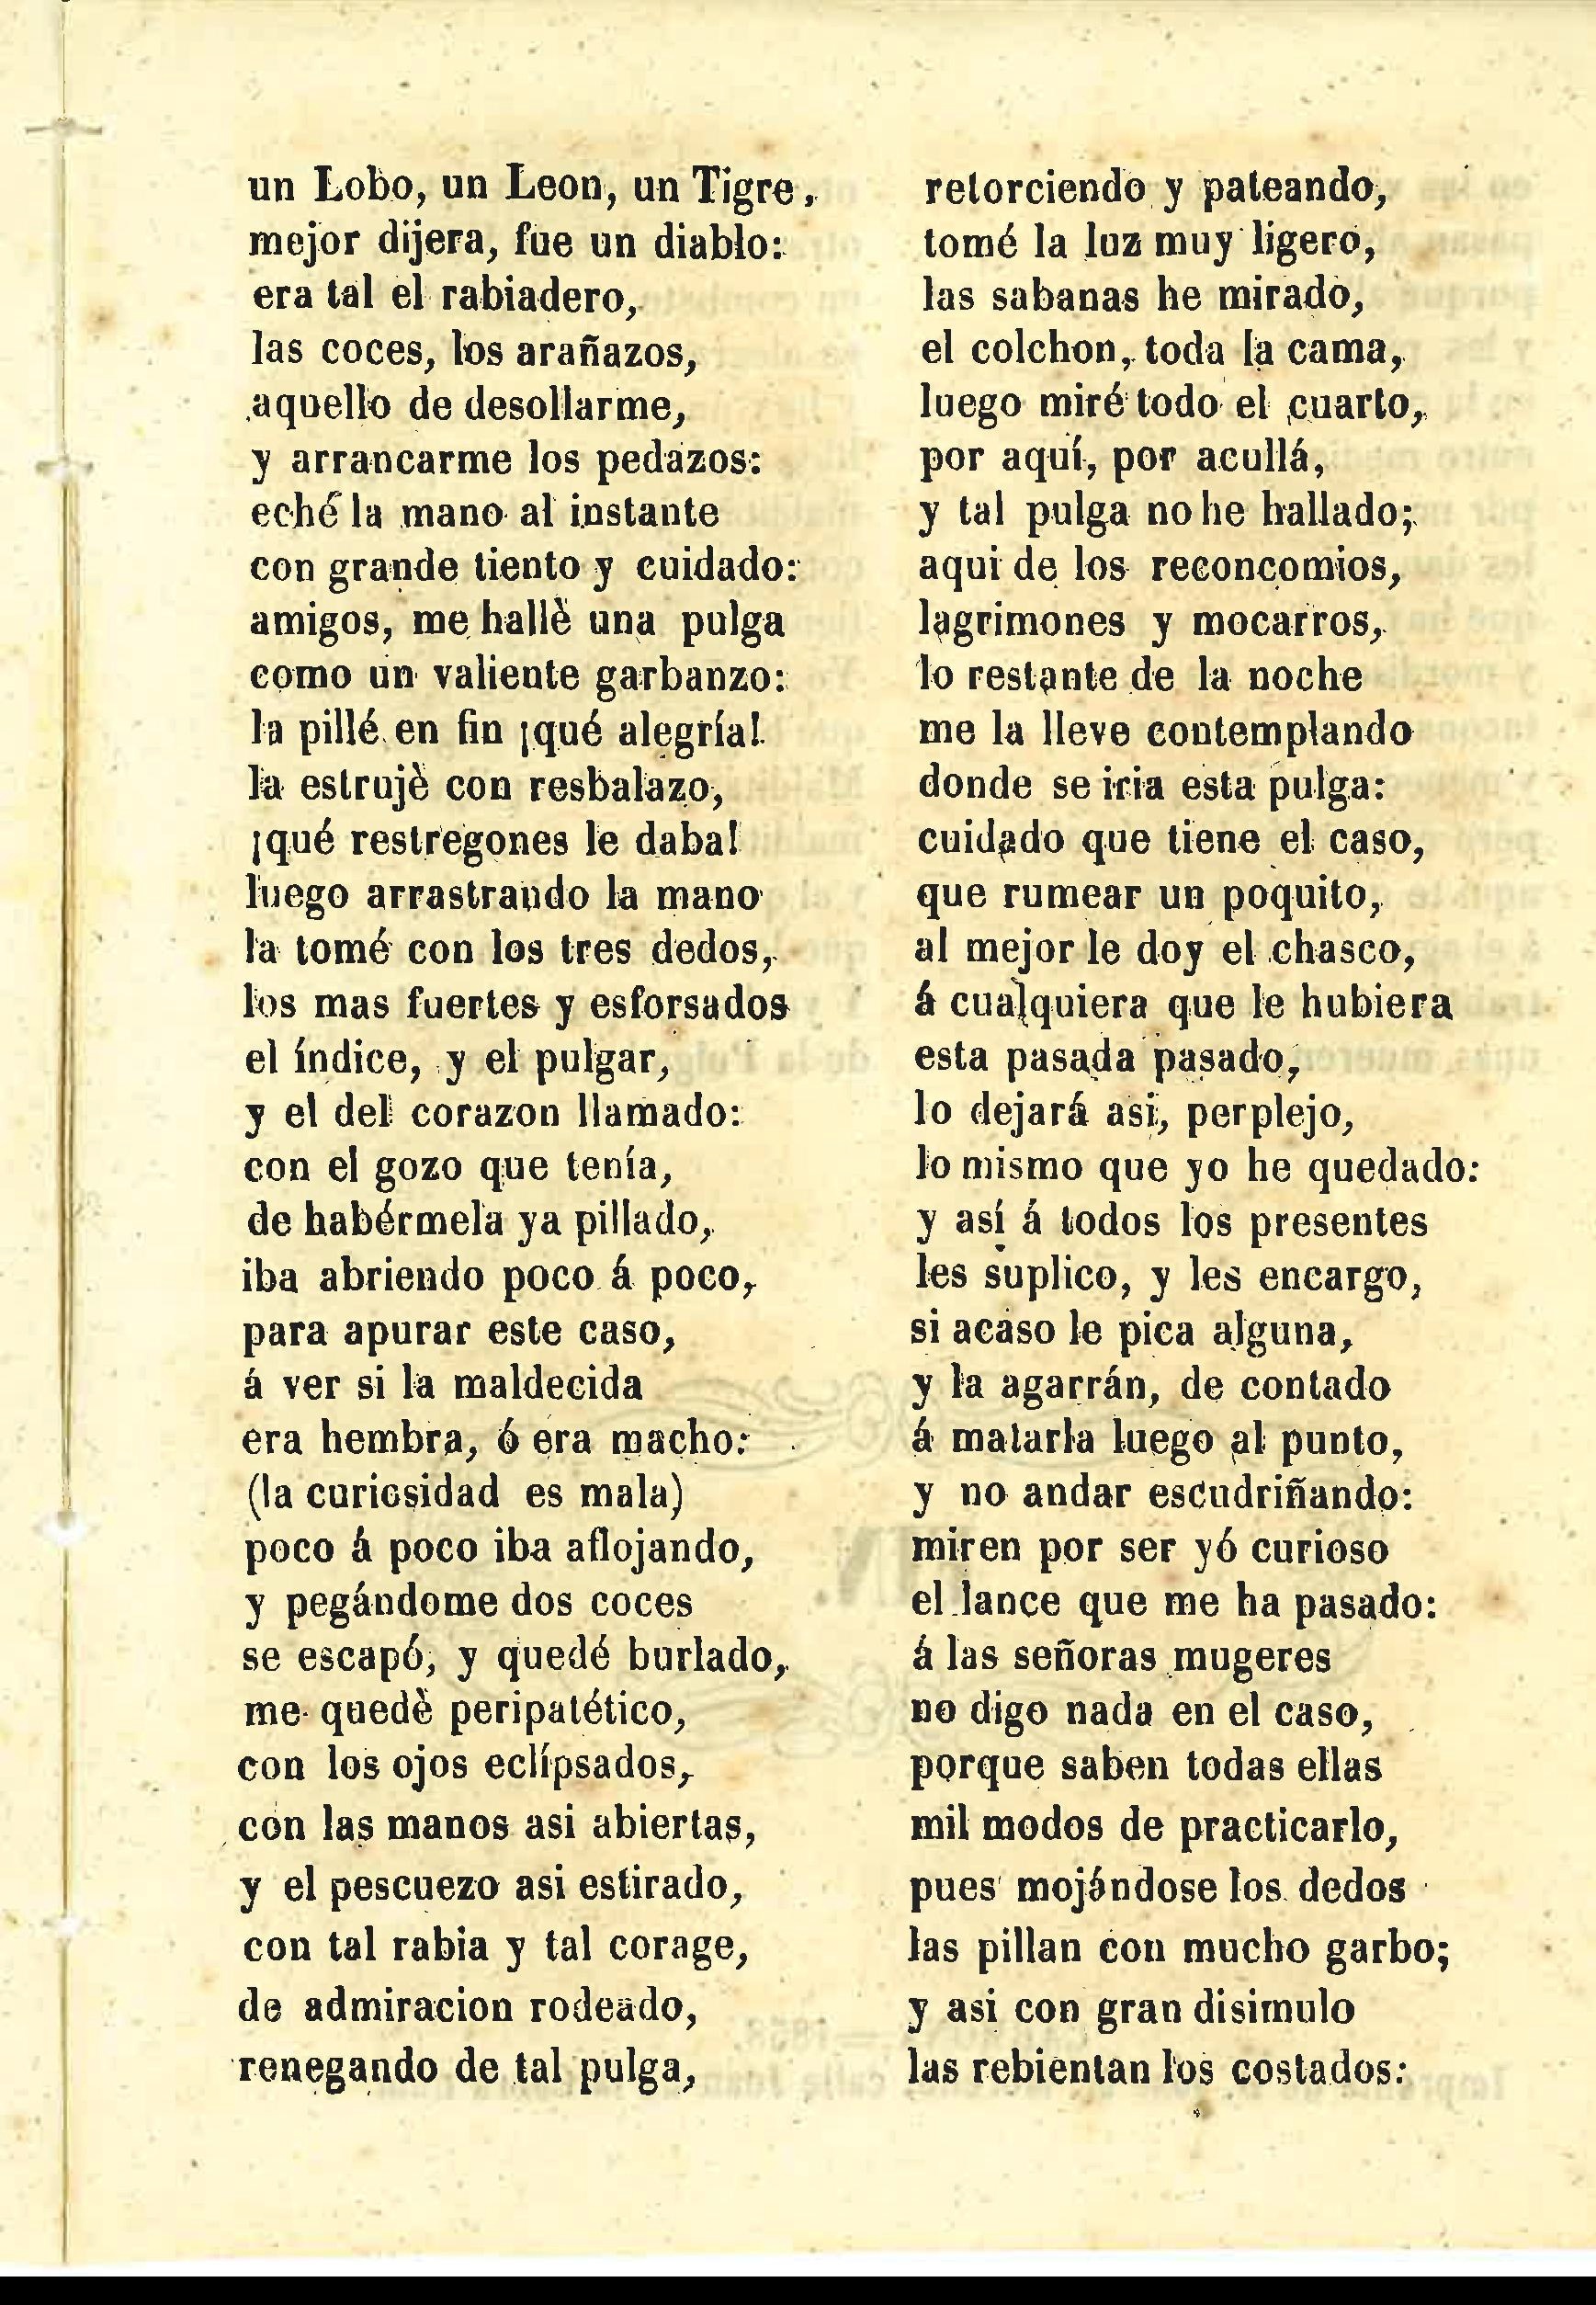 un Lobo, un Leon, un Tigre,
mejor dijera, fue un diablo:
era tal el rabiadero,
las coces, los arañazos,
aquello de desollarme,
y arrancarme los pedazos:
eché la mano al instante
con grande tiento y cuidado:
amigos, me hallè una pulga
como un valiente garbanzo:
la pillé en fin ¡qué alegría!
la estrujè con resbalazo,
¡qué restregones le daba!
luego arrastrando la mano
la tomé con los tres dedos,
los mas fuertes y esforsados
el índice, y el pulgar,
y el del corazon llamado:
con el gozo que tenía,
de habérmela ya pillado,
iba abriendo poco á poco,
para apurar este caso,
á ver si la maldecida
era hembra, ó era macho:
(la curiosidad es mala)
poco á poco iba aflojando,
y pegándome dos coces
se escapó, y quedé burlado,
me quedè peripatético,
con los ojos eclípsados,
con las manos asi abiertas,
y el pescuezo asi estirado,
con tal rabia y tal corage,
de admiracion rodeado,
renegando de tal pulga,
retorciendo y pateando,
tomé la luz muy ligero,
las sabanas he mirado,
el colchon, toda la cama,
luego miré todo el cuarto,
por aquí, por acullá,
y tal pulga no he hallado;
aqui de los reconcomios,
lagrimones y mocarros,
lo restante de la noche
me la lleve contemplando
donde se iria esta pulga:
cuidado que tiene el caso,
que rumear un poquito,
al mejor le doy el chasco,
á cualquiera que le hubiera
esta pasada pasado,
lo dejará asi, perplejo,
lo mismo que yo he quedado:
y así á todos los presentes
les suplico, y les encargo,
si acaso le pica alguna,
y la agarrán, de contado
á matarla luego al punto,
y no andar escudriñando:
miren por ser yó curioso
el lance que me ha pasado:
á las señoras mugeres
no digo nada en el caso,
porque saben todas ellas
mil modos de practicarlo,
pues mojándose los dedos
las pillan con mucho garbo;
y asi con gran disimulo
las rebientan los costados: